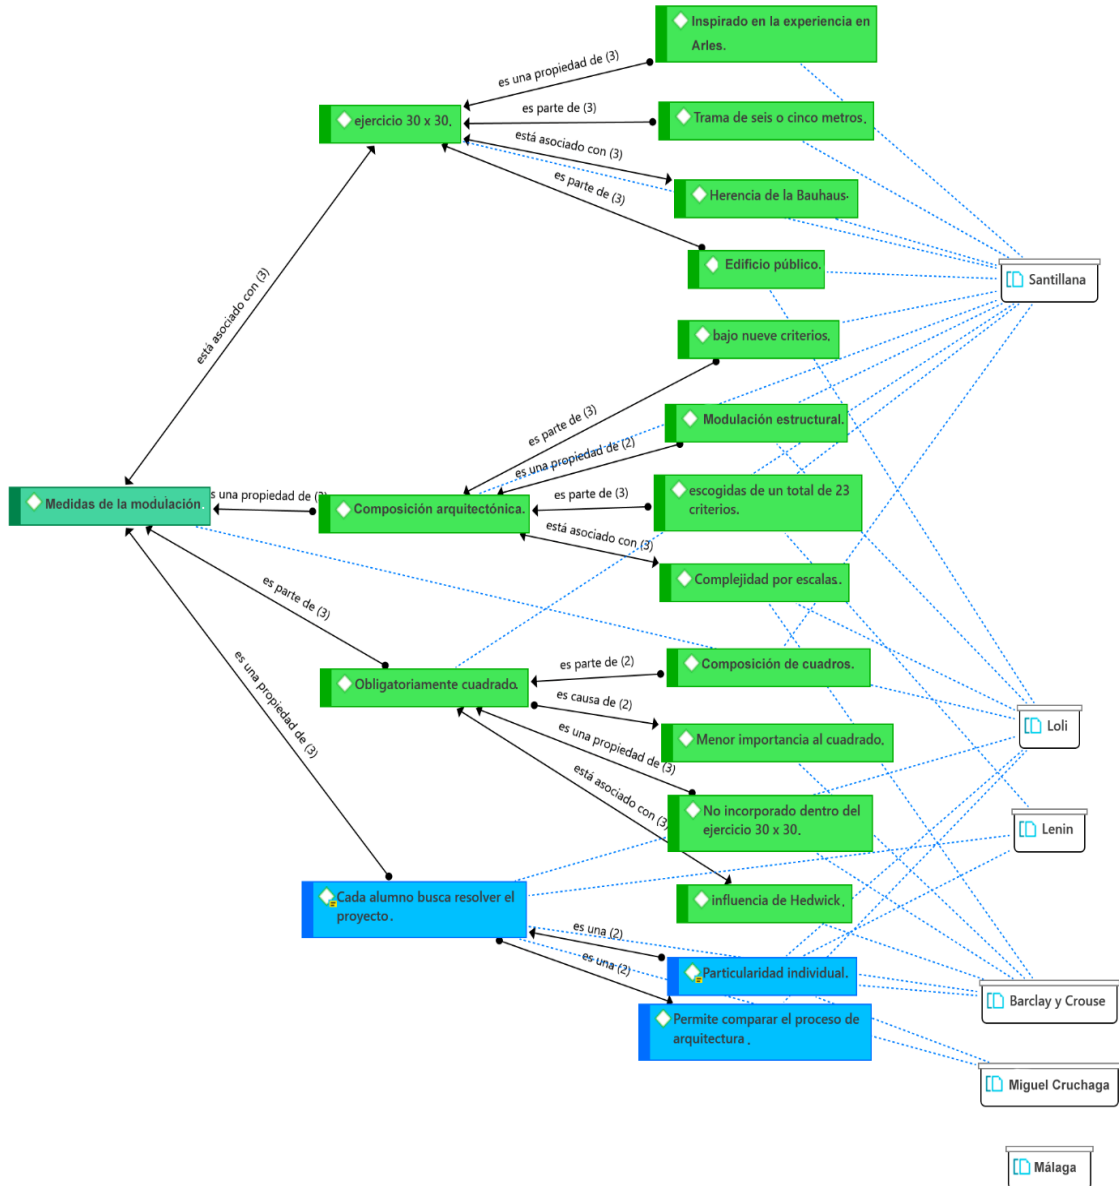 Inspirado en la experiencia en
Arles.
es una propiedad de (3)
ejercicio 30 x 30.
es parte de (3)
Trama de seis o cinco metros.
está asociado con (3)
Herencia de la Bauhaus.
es parte de (3)
Edificio público.
Santillana
está asociado con (3)
bajo nueve criterios.
es parte de (3)
Modulación estructural.
es una propiedad de (2)
Medidas de la modulación.
es una propiedad de
Composición arquitectónica.
es parte de (3)
escogidas de un total de 23
criterios.
está asociado con (3)
Complejidad por escalas.
es parte de (3)
Obligatoriamente cuadrado.
es parte de (2)
Composición de cuadros.
es causa de (2)
Menor importancia al cuadrado.
Loli
es una propiedad de (3)
es una propiedad de (3)
está asociado con (3)
No incorporado dentro del
ejercicio 30 x 30.
Lenin
Cada alumno busca resolver el
proyecto.
influencia de Hedwick.
es una (2)
es una (2)
Particularidad individual.
Barclay y Crouse
Permite comparar el proceso de
arquitectura.
Miguel Cruchaga
Málaga